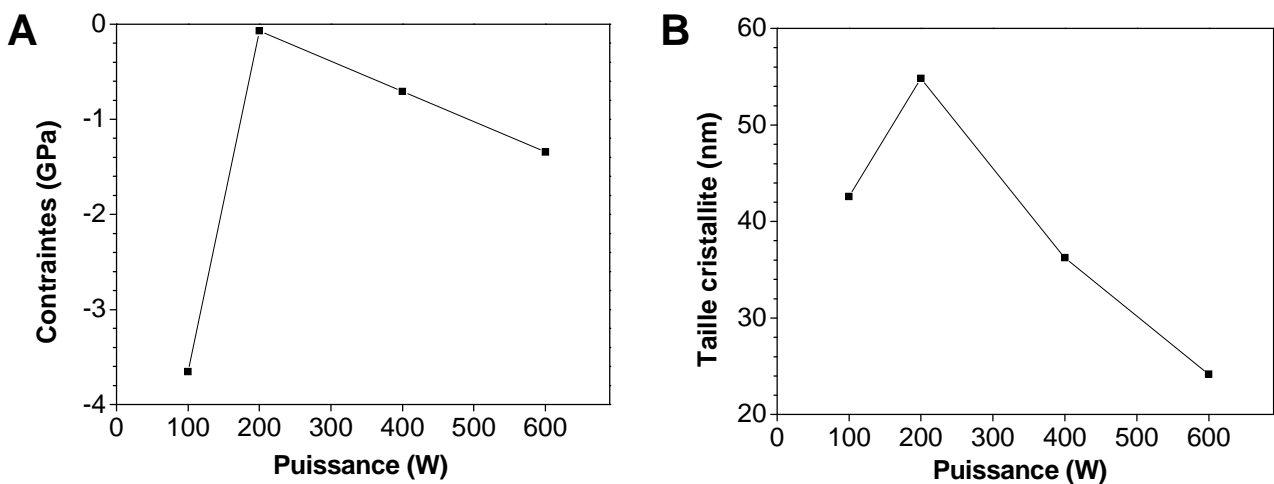 A
0
-1
-2
-3
-4
Contraintes (GPa)
0 100 200 300 400 500 600
Puissance (W)
B
60
50
40
30
20
Taille cristallite (nm)
0 100 200 300 400 500 600
Puissance (W)